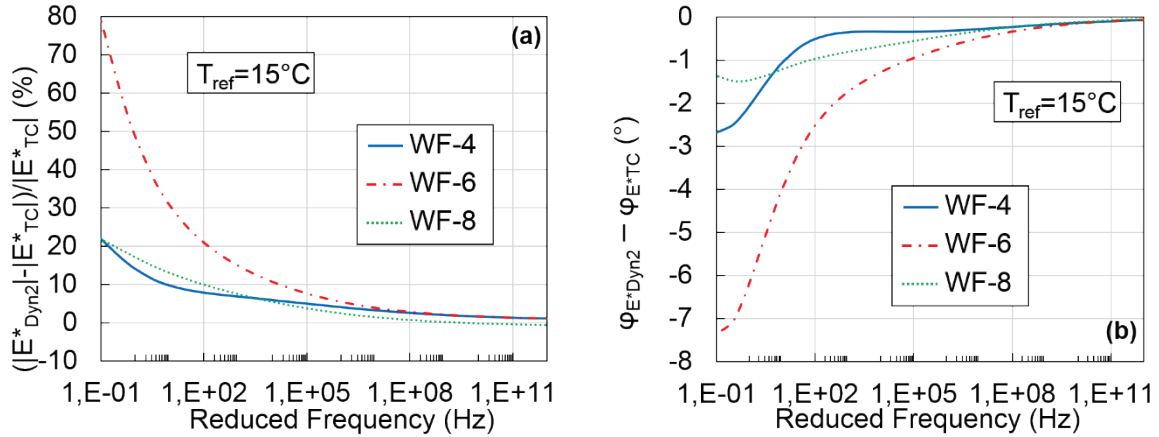 (|E*Dyn2|-|E*TC|)/|E*TC| (%)
80
70
60
50
40
30
20
10
0
-10
(a)
Tref=15°C
WF-4
WF-6
WF-8
1,E-01 1,E+02 1,E+05 1,E+08 1,E+11
Reduced Frequency (Hz)
φE*Dyn2 – φE*TC (°)
0
-1
-2
-3
-4
-5
-6
-7
-8
Tref=15°C
WF-4
WF-6
WF-8
(b)
1,E-01 1,E+02 1,E+05 1,E+08 1,E+11
Reduced Frequency (Hz)